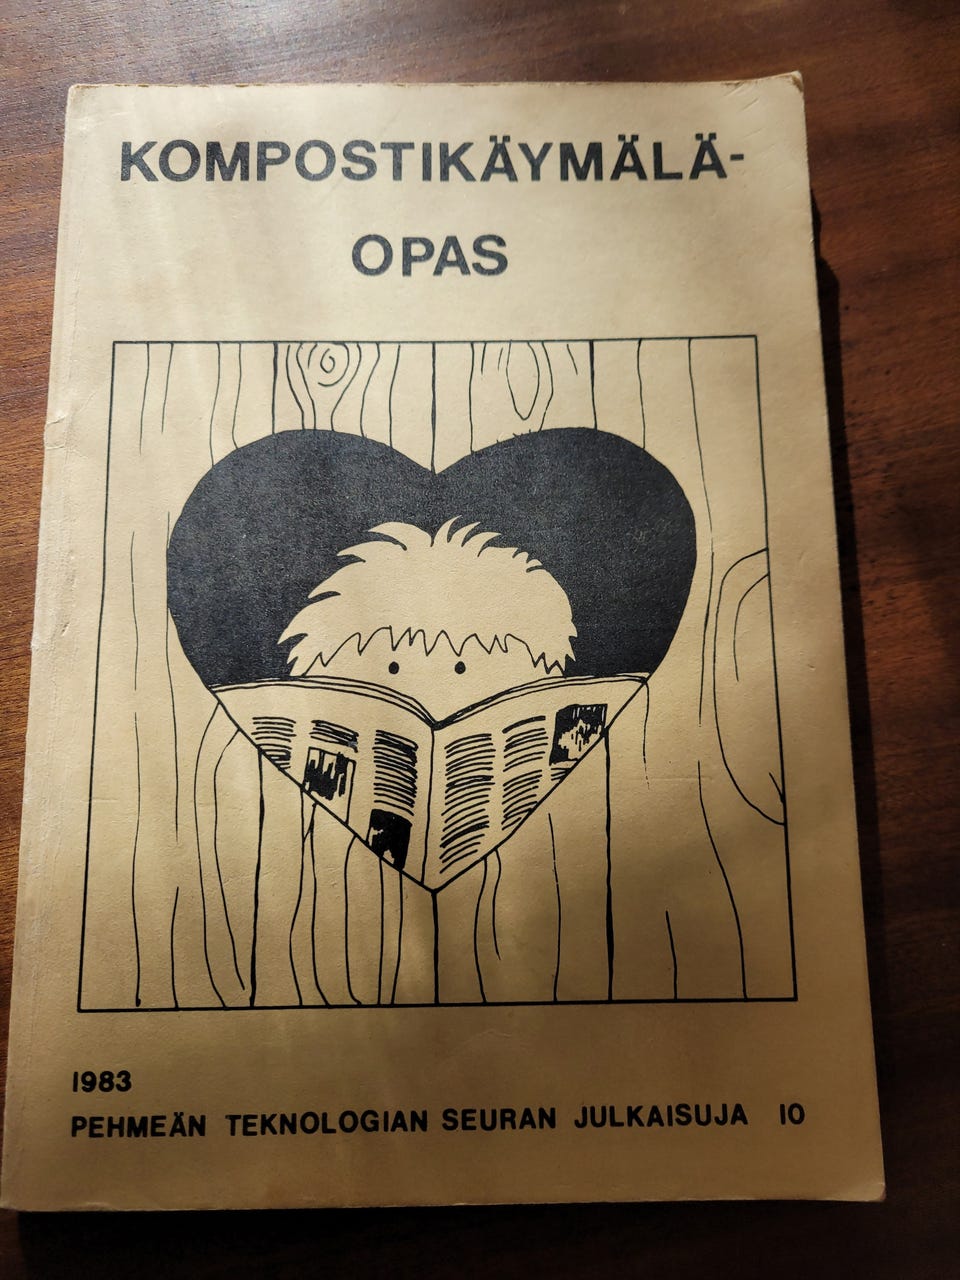 KOMPOSTIKÄYMÄLÄ-
OPAS
1983
PEHMEÄN TEKNOLOGIAN SEURAN JULKAISUJA 10